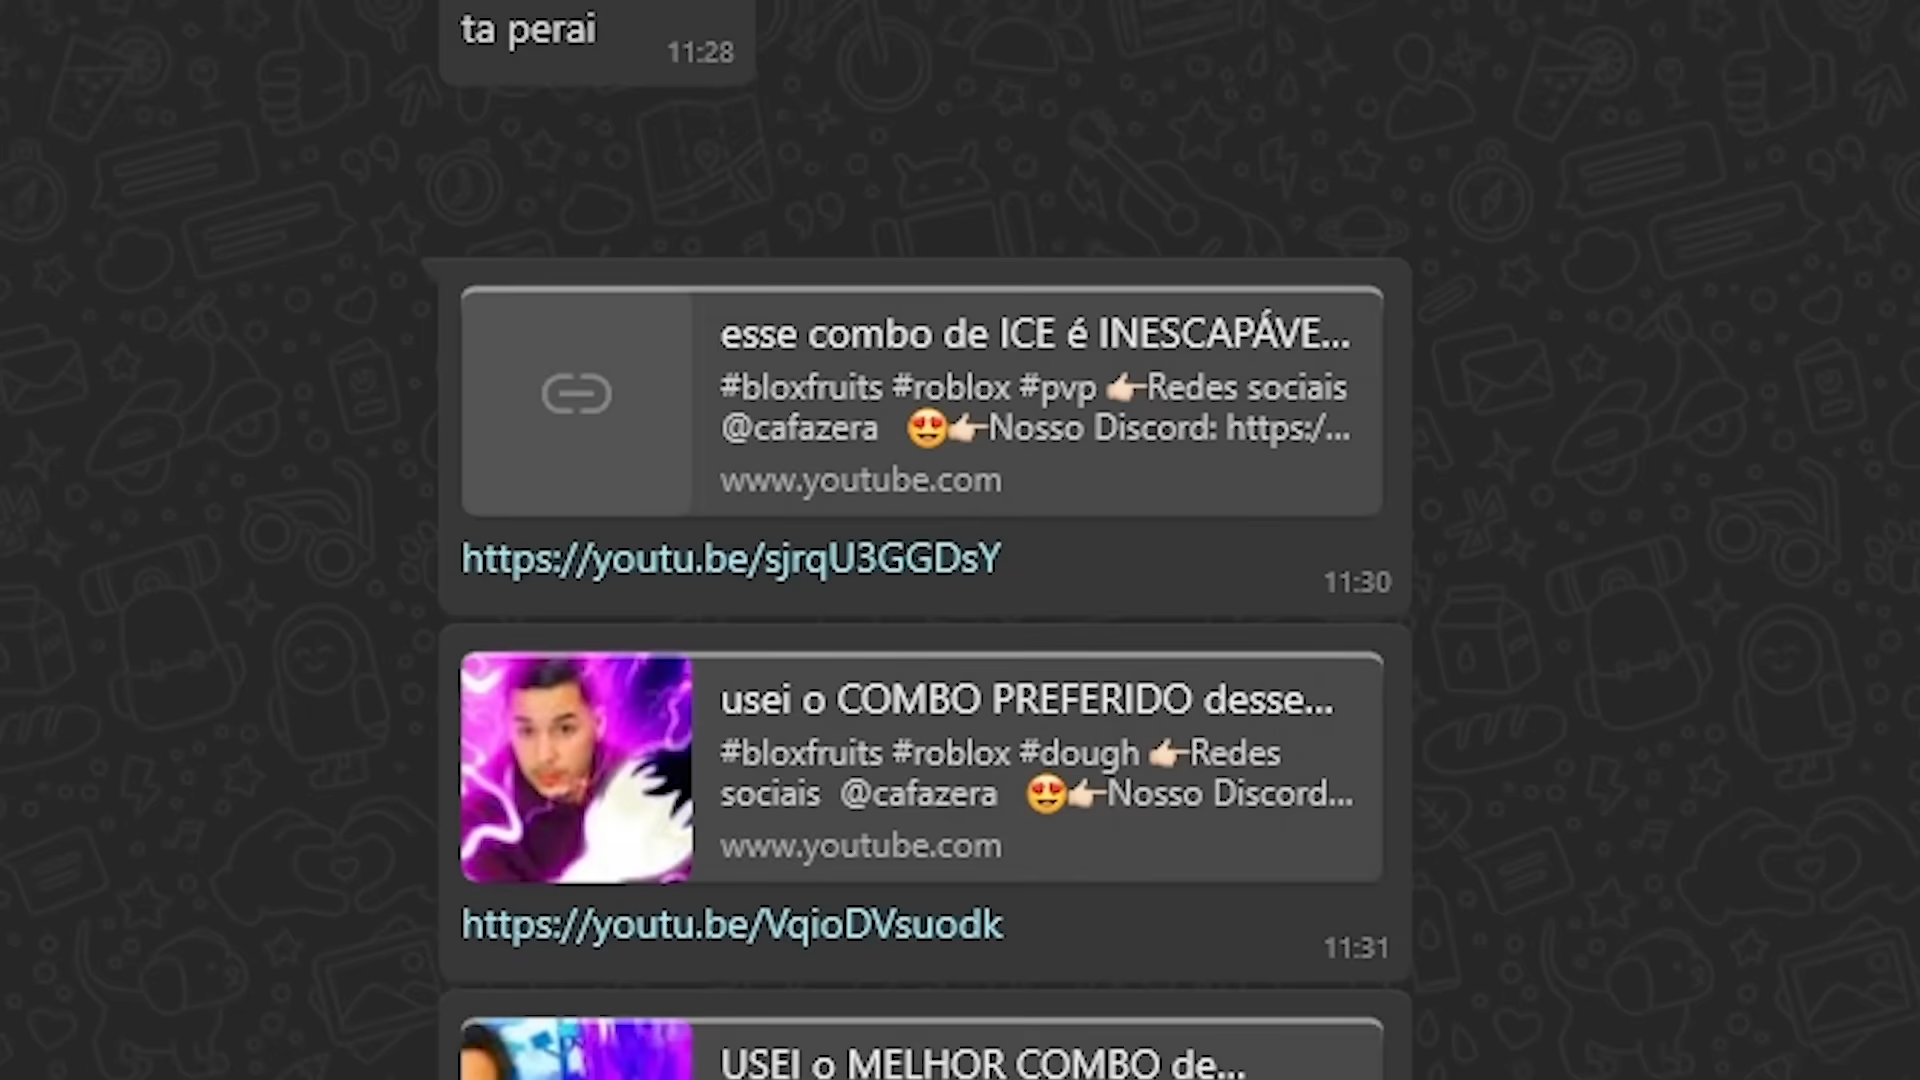 ta perai
11:28
esse combo de ICE é INESCAPÁVE...
#bloxfruits #roblox #pvp 👉🏻Redes sociais
@cafazera 😍👉🏻Nosso Discord: https:/...
www.youtube.com
https://youtu.be/sjrqU3GGDsY
11:30
usei o COMBO PREFERIDO desse...
#bloxfruits #roblox #dough 👉🏻Redes
sociais @cafazera 😍👉🏻Nosso Discord...
www.youtube.com
https://youtu.be/VqioDVsuodk
11:31
USEI o MELHOR COMBO de...